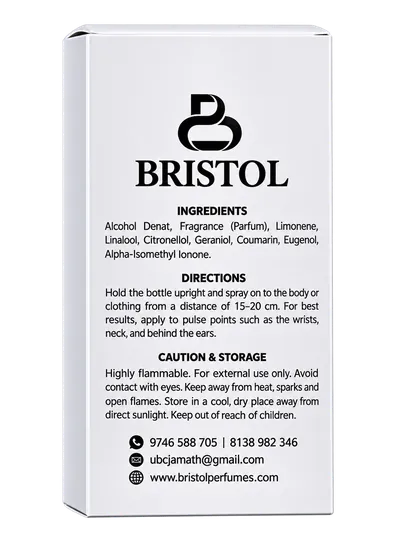 BRISTOL
INGREDIENTS
Alcohol Denat, Fragrance (Parfum), Limonene,
Linalool, Citronellol, Geraniol, Coumarin, Eugenol,
Alpha-Isomethyl Ionone.
DIRECTIONS
Hold the bottle upright and spray on to the body or
clothing from a distance of 15–20 cm. For best
results, apply to pulse points such as the wrists,
neck, and behind the ears.
CAUTION & STORAGE
Highly flammable. For external use only. Avoid
contact with eyes. Keep away from heat, sparks and
open flames. Store in a cool, dry place away from
direct sunlight. Keep out of reach of children.
9746 588 705 | 8138 982 346
ubcjamath@gmail.com
www.bristolperfumes.com